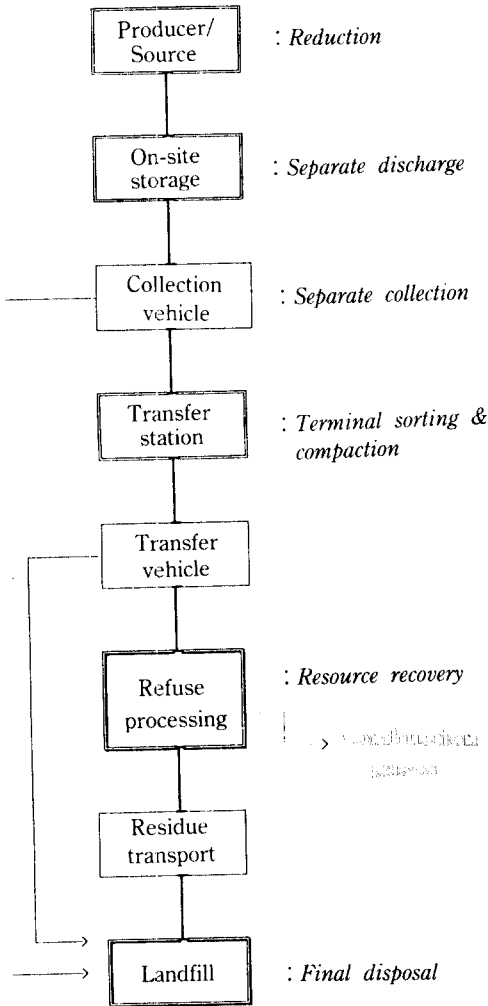 Producer/
Source
: Reduction
On-site
storage
: Separate discharge
Collection
vehicle
: Separate collection
Transfer
station
: Terminal sorting &
compaction
Transfer
vehicle
Refuse
processing
: Resource recovery
Residue
transport
Landfill
: Final disposal